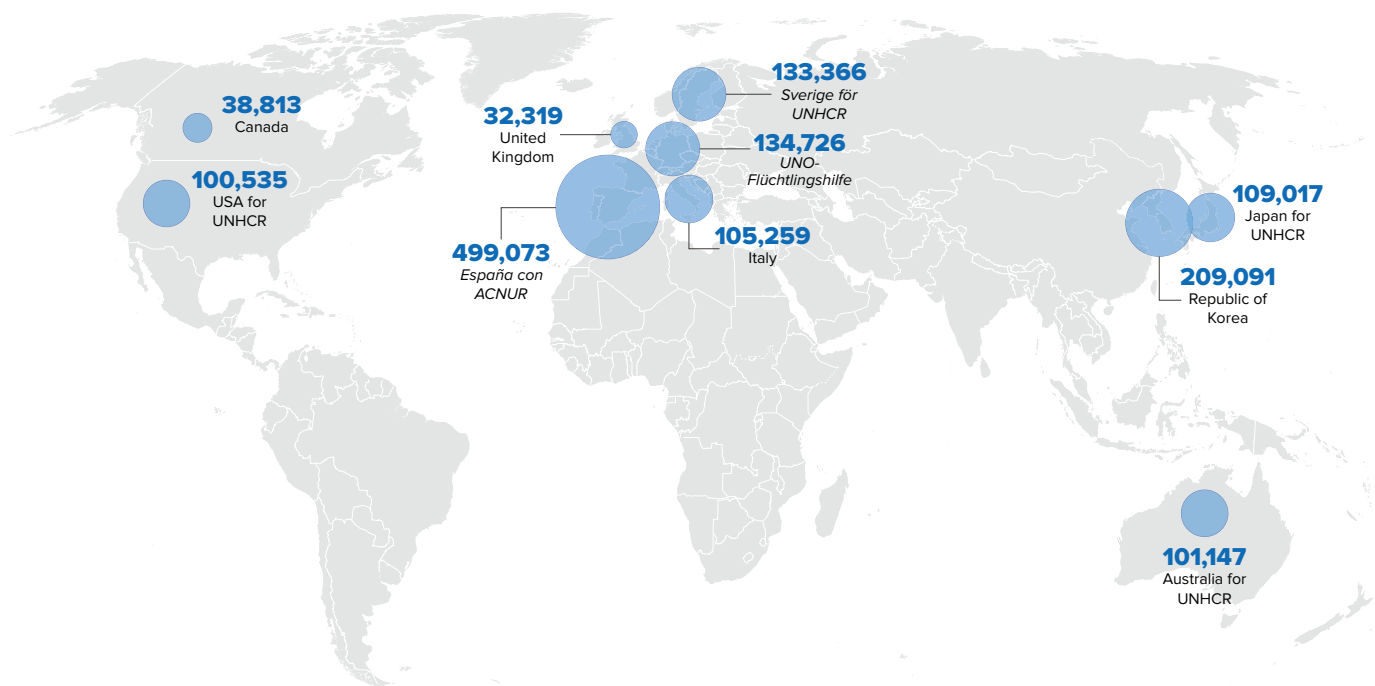 38,813
Canada
100,535
USA for
UNHCR
32,319
United
Kingdom
133,366
Sverige för
UNHCR
134,726
UNO-
Flüchtlingshilfe
499,073
España con
ACNUR
105,259
Italy
109,017
Japan for
UNHCR
209,091
Republic of
Korea
101,147
Australia for
UNHCR